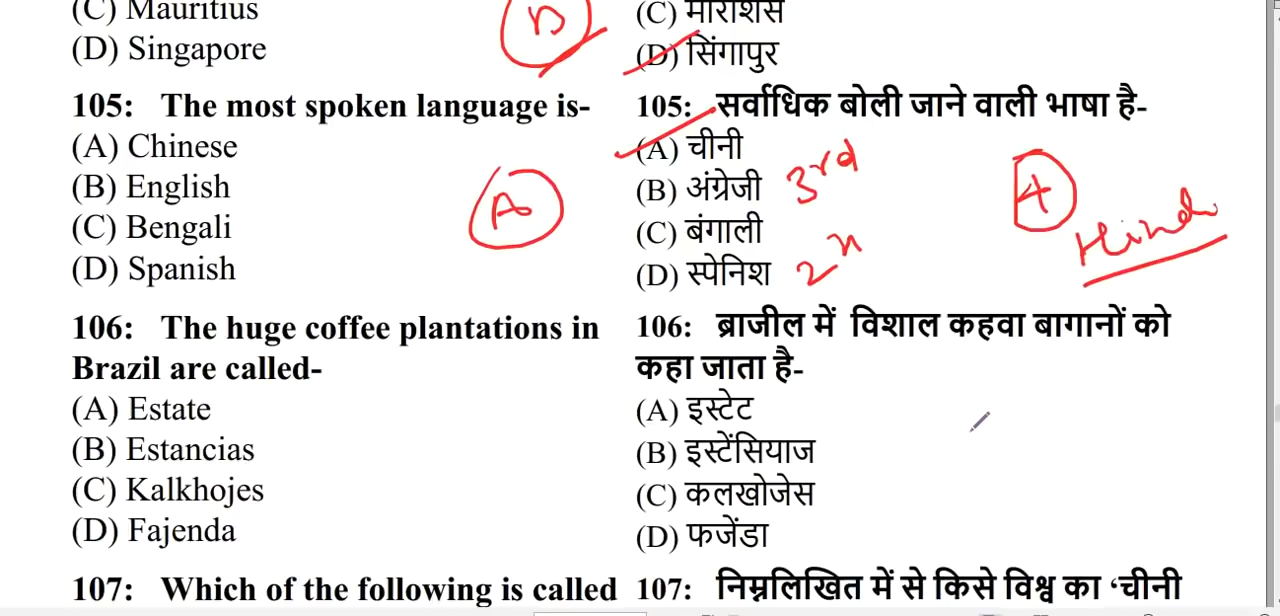 (C) Mauritius
(D) Singapore
B
105: The most spoken language is-
(A) Chinese
(B) English
(C) Bengali
(D) Spanish
A
106: The huge coffee plantations in
Brazil are called-
(A) Estate
(B) Estancias
(C) Kalkhojes
(D) Fajenda
107: Which of the following is called
(C) मॉरीशस
(D) सिंगापुर
105: सर्वाधिक बोली जाने वाली भाषा है-
(A) चीनी
(B) अंग्रेजी 3rd
(C) बंगाली
(D) स्पेनिश 2n
4
Hindi
106: ब्राजील में विशाल कहवा बागानों को
कहा जाता है-
(A) इस्टेट
(B) इस्टेंसियाज
(C) कलखोजेस
(D) फजेंडा
107: निम्नलिखित में से किसे विश्व का ‘चीनी